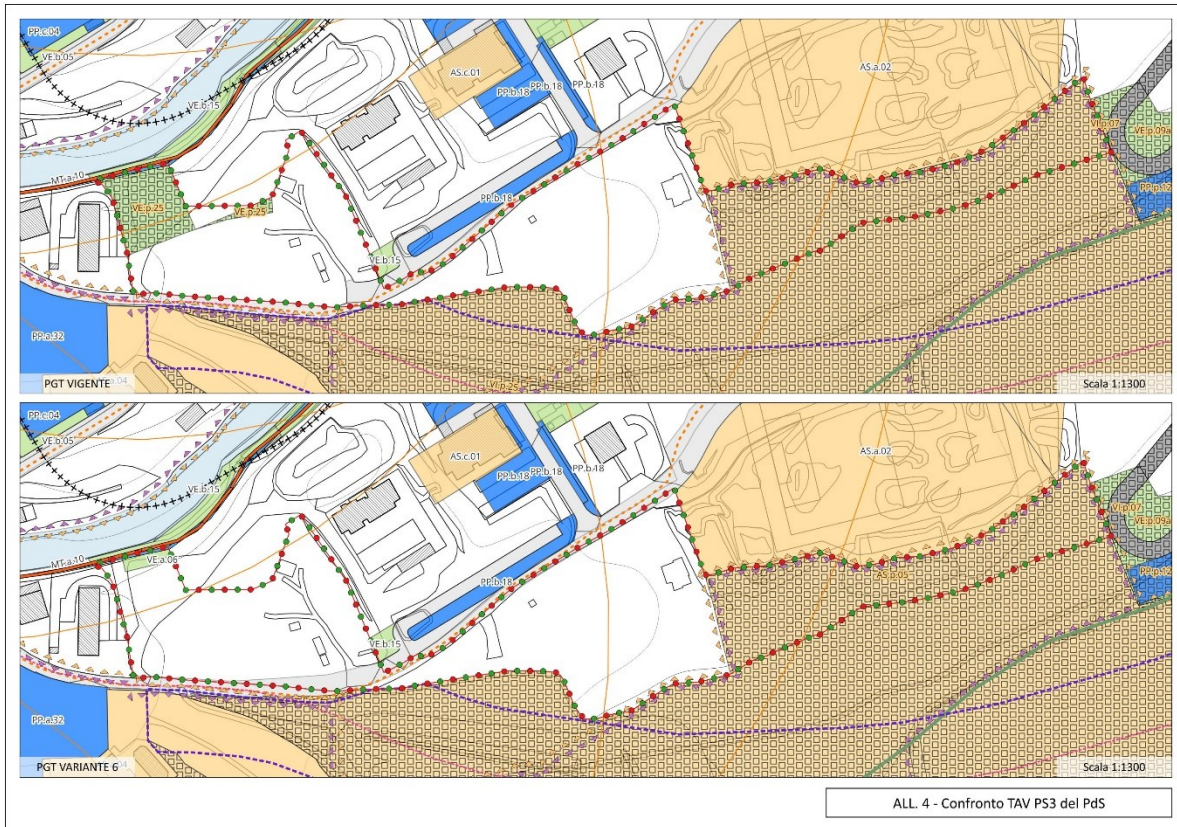 PP.c.04
VE.b.05
VE.b.15
AS.c.01
PP.b.18
PP.b.18
PP.b.18
AS.a.02
VI.p.07
VE.p.09a
MT.a.10
PP.p.12
VE.p.25
VE.p.25
PP.b.18
VE.b.15
PP.a.32
VI.p.25
PGT VIGENTE
Scala 1:1300
PP.c.04
VE.b.05
VE.b.15
AS.c.01
PP.b.18
PP.b.18
PP.b.18
AS.a.02
VI.p.07
VE.p.09a
MT.a.10
VE.a.06
PP.p.12
AS.p.05
PP.b.18
VE.b.15
PP.a.32
PGT VARIANTE 6
Scala 1:1300
ALL. 4 - Confronto TAV PS3 del PdS